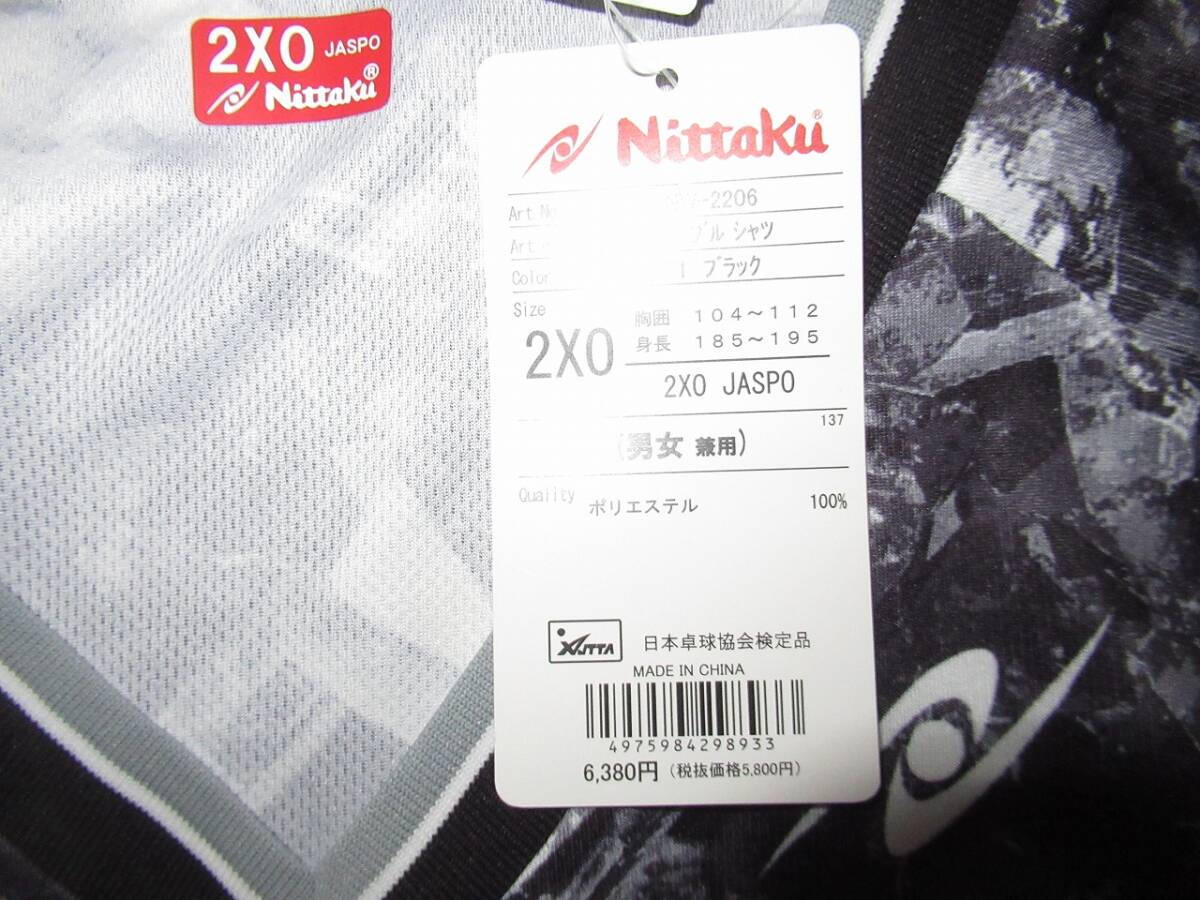 2XO JASPO
Nittaku®
Nittaku®
Art No
-2206
Art
ブル シャツ
Color
ブラック
Size
2XO
胸囲 104～112
身長 185～195
2XO JASPO
137
(男女 兼用)
Quality
ポリエステル 100%
JTTA 日本卓球協会検定品
MADE IN CHINA
4975984298933
6,380円 (税抜価格5,800円)